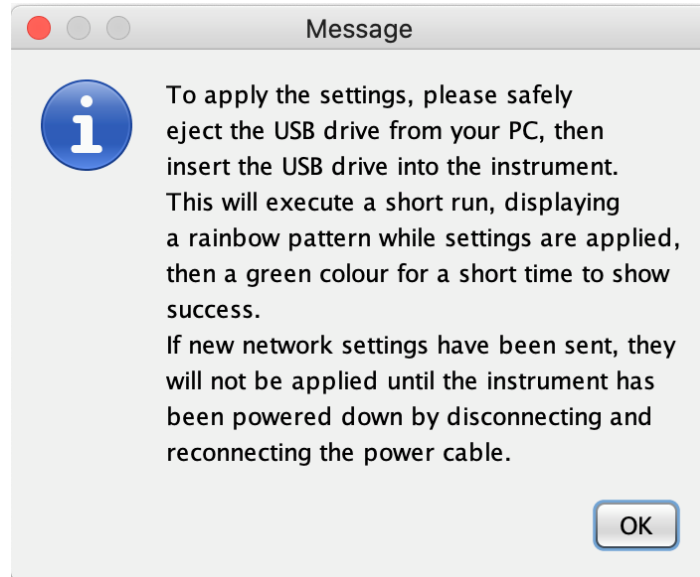 Message
To apply the settings, please safely
eject the USB drive from your PC, then
insert the USB drive into the instrument.
This will execute a short run, displaying
a rainbow pattern while settings are applied,
then a green colour for a short time to show
success.
If new network settings have been sent, they
will not be applied until the instrument has
been powered down by disconnecting and
reconnecting the power cable.
OK